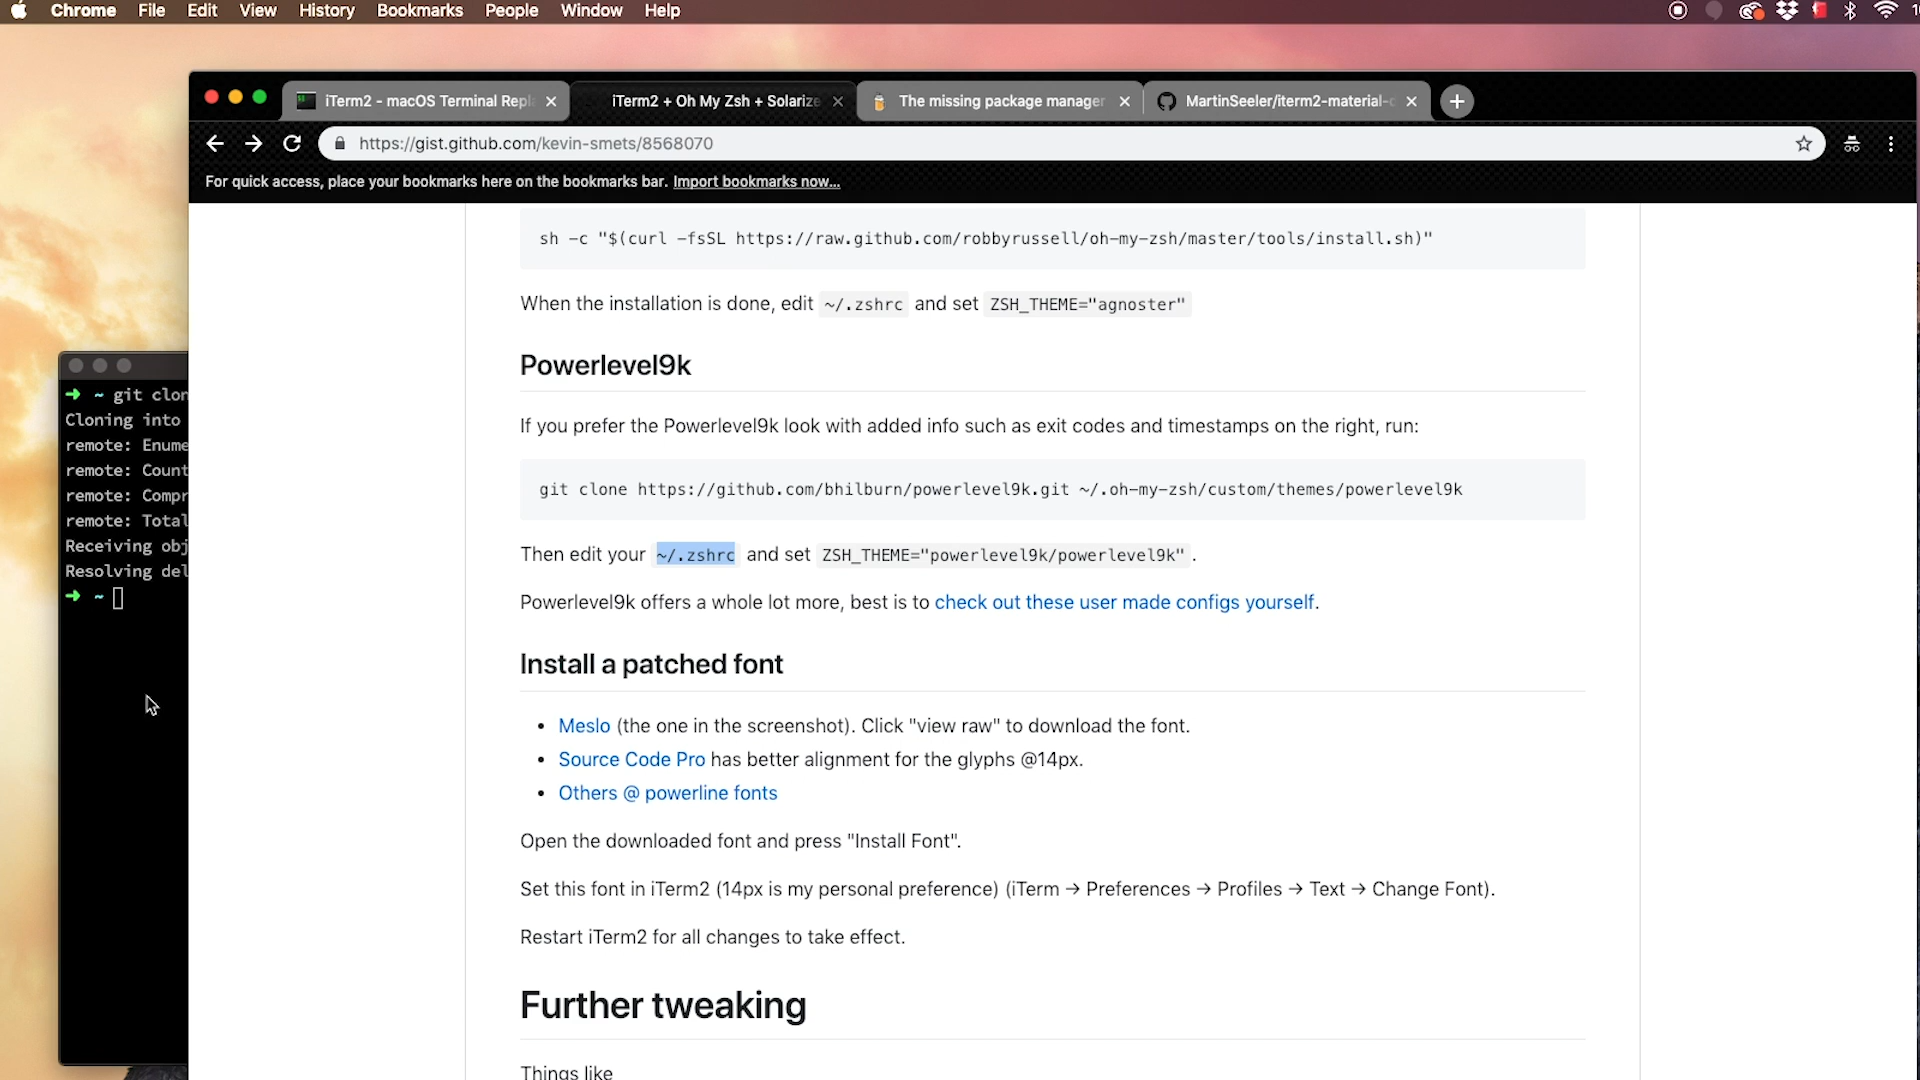 Chrome File Edit View History Bookmarks People Window Help
iTerm2 - macOS Terminal Repla
iTerm2 + Oh My Zsh + Solarize
The missing package manager
MartinSeeler/iterm2-material-c
https://gist.github.com/kevin-smets/8568070
For quick access, place your bookmarks here on the bookmarks bar. Import bookmarks now...
sh -c "$(curl -fsSL https://raw.github.com/robbyrussell/oh-my-zsh/master/tools/install.sh)"
When the installation is done, edit ~/.zshrc and set ZSH_THEME="agnoster"
Powerlevel9k
If you prefer the Powerlevel9k look with added info such as exit codes and timestamps on the right, run:
git clone https://github.com/bhilburn/powerlevel9k.git ~/.oh-my-zsh/custom/themes/powerlevel9k
Then edit your ~/.zshrc and set ZSH_THEME="powerlevel9k/powerlevel9k" .
Powerlevel9k offers a whole lot more, best is to check out these user made configs yourself.
Install a patched font
• Meslo (the one in the screenshot). Click "view raw" to download the font.
• Source Code Pro has better alignment for the glyphs @14px.
• Others @ powerline fonts
Open the downloaded font and press "Install Font".
Set this font in iTerm2 (14px is my personal preference) (iTerm → Preferences → Profiles → Text → Change Font).
Restart iTerm2 for all changes to take effect.
Further tweaking
Things like
➜ ~ git clon
Cloning into
remote: Enume
remote: Count
remote: Compr
remote: Total
Receiving obj
Resolving del
➜ ~